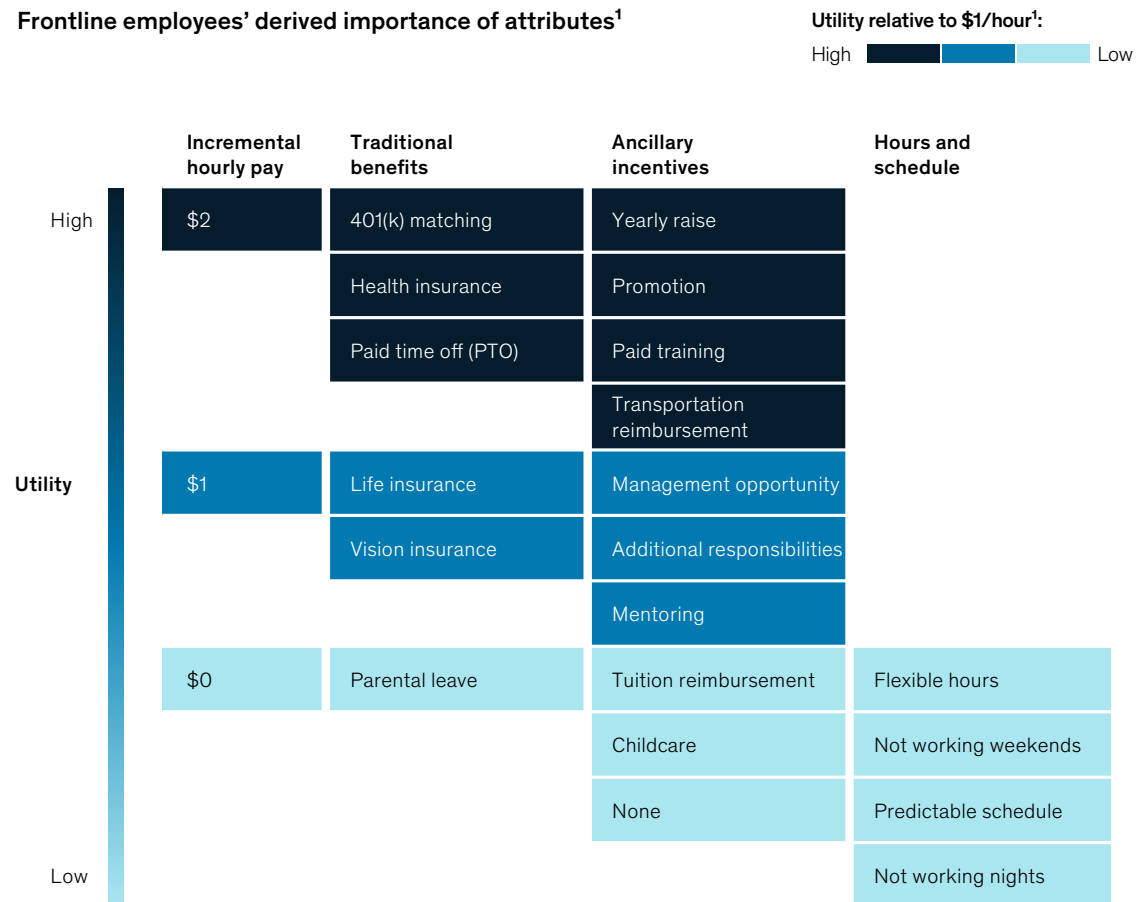 Frontline employees’ derived importance of attributes¹
Utility relative to $1/hour¹:
High
Low
Incremental
hourly pay
Traditional
benefits
Ancillary
incentives
Hours and
schedule
High
$2
401(k) matching
Yearly raise
Health insurance
Promotion
Paid time off (PTO)
Paid training
Transportation
reimbursement
Utility
$1
Life insurance
Management opportunity
Vision insurance
Additional responsibilities
Mentoring
$0
Parental leave
Tuition reimbursement
Flexible hours
Childcare
Not working weekends
None
Predictable schedule
Low
Not working nights